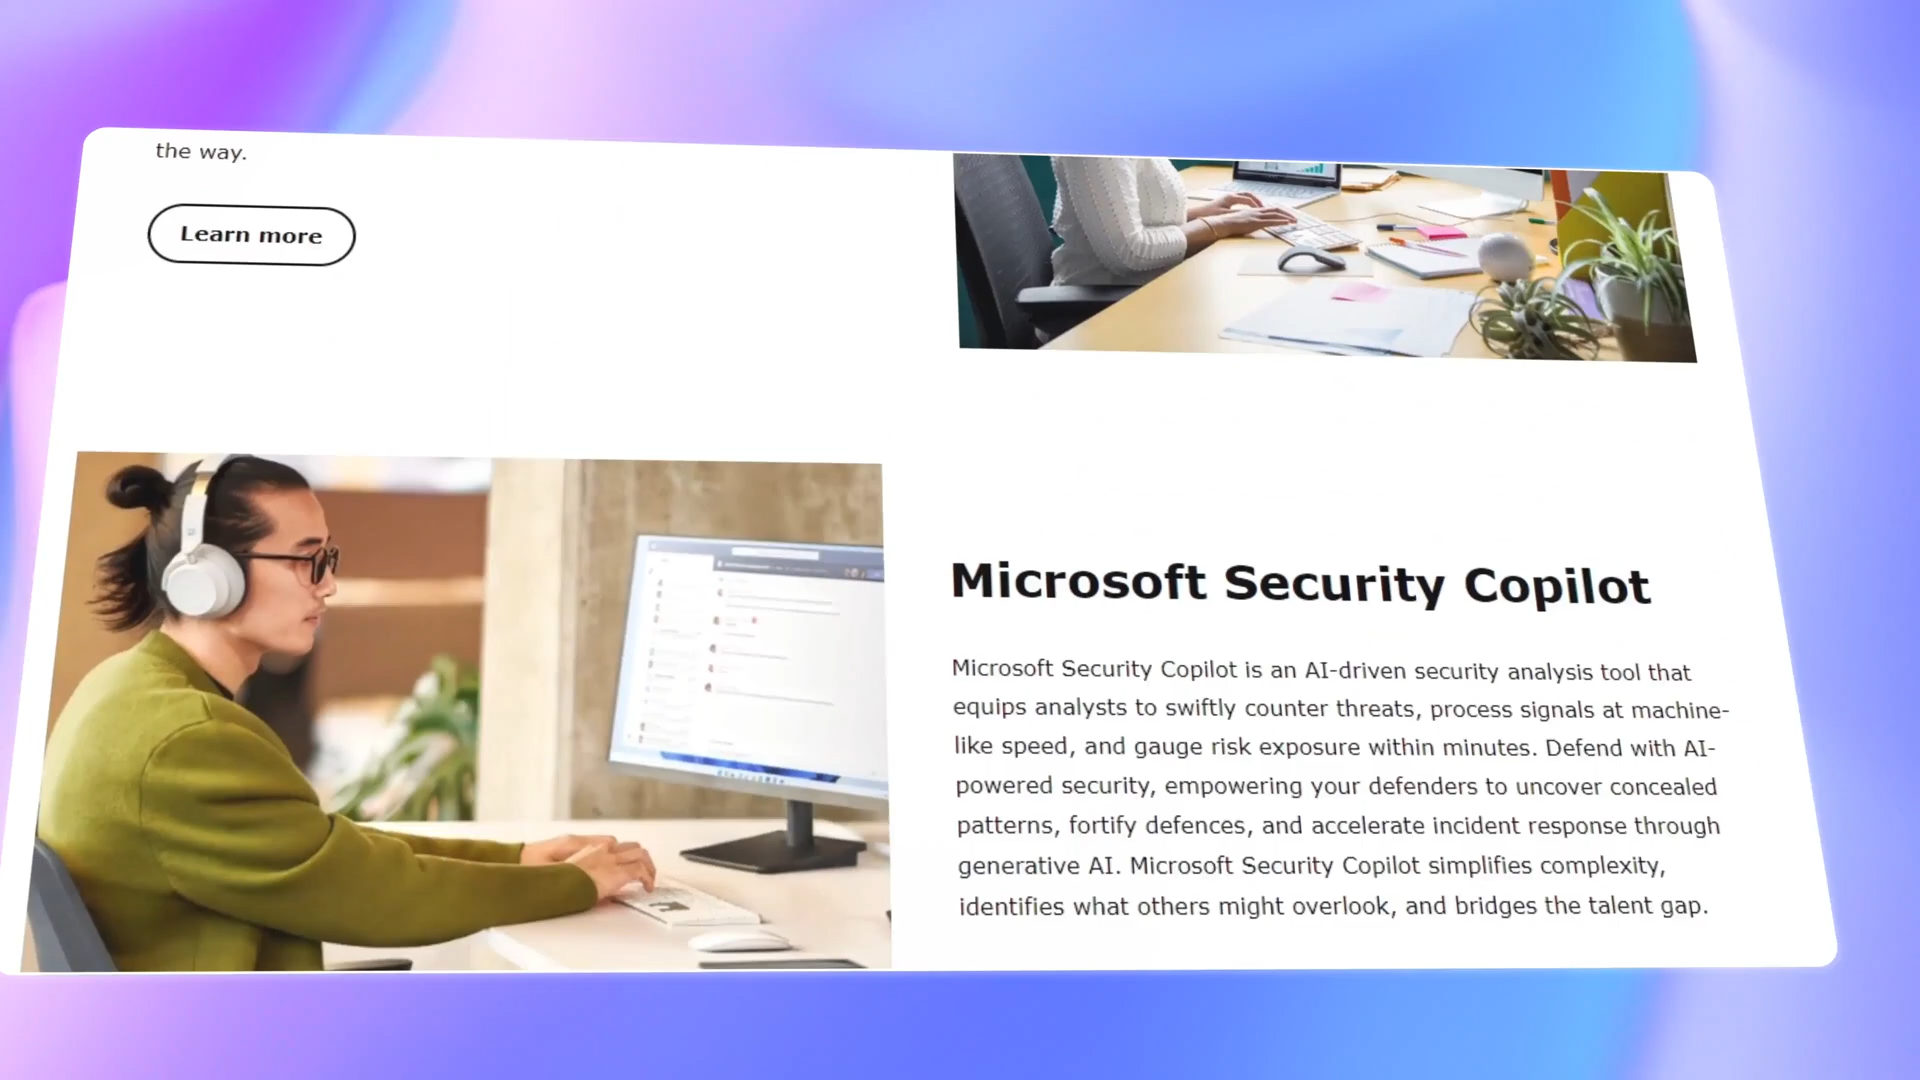 the way.
Learn more
Microsoft Security Copilot
Microsoft Security Copilot is an AI-driven security analysis tool that
equips analysts to swiftly counter threats, process signals at machine-
like speed, and gauge risk exposure within minutes. Defend with AI-
powered security, empowering your defenders to uncover concealed
patterns, fortify defences, and accelerate incident response through
generative AI. Microsoft Security Copilot simplifies complexity,
identifies what others might overlook, and bridges the talent gap.